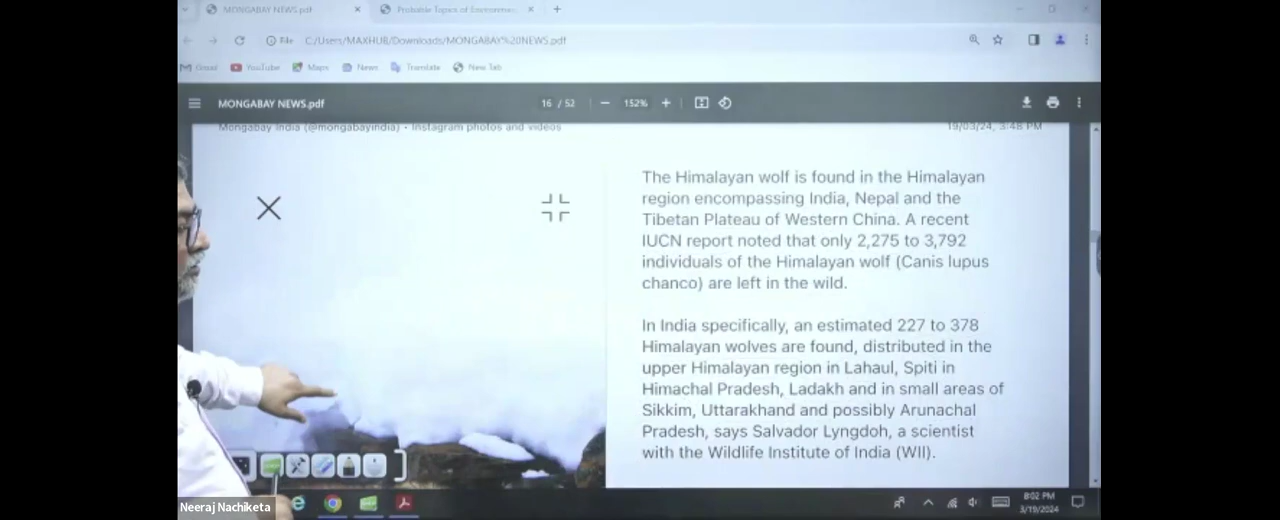 MONGABAY NEWS.pdf
Probable Topics of Environme
File C:/Users/MAXHUB/Downloads/MONGABAY%20NEWS.pdf
Gmail YouTube Maps News Translate New Tab
MONGABAY NEWS.pdf 16 / 52 152%
Mongabay India (@mongabayindia) • Instagram photos and videos 19/03/24, 3:48 PM
The Himalayan wolf is found in the Himalayan
region encompassing India, Nepal and the
Tibetan Plateau of Western China. A recent
IUCN report noted that only 2,275 to 3,792
individuals of the Himalayan wolf (Canis lupus
chanco) are left in the wild.
In India specifically, an estimated 227 to 378
Himalayan wolves are found, distributed in the
upper Himalayan region in Lahaul, Spiti in
Himachal Pradesh, Ladakh and in small areas of
Sikkim, Uttarakhand and possibly Arunachal
Pradesh, says Salvador Lyngdoh, a scientist
with the Wildlife Institute of India (WII).
8:02 PM
3/19/2024
Neeraj Nachiketa